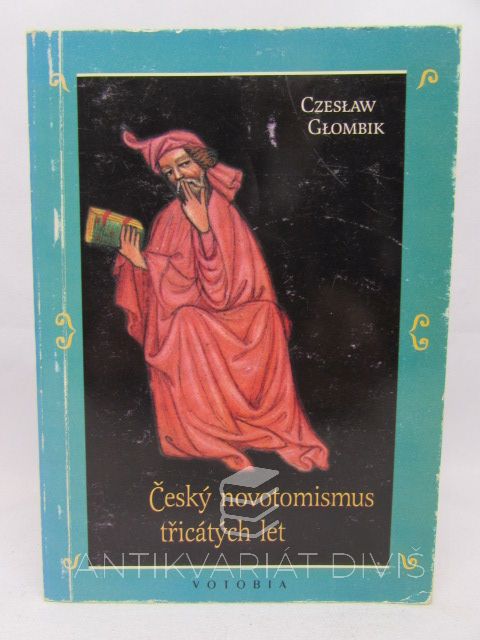 CZESŁAW
GŁOMBIK
Český novotomismus
třicátých let
ANTIKVARIÁT DIVIŠ
VOTOBIA